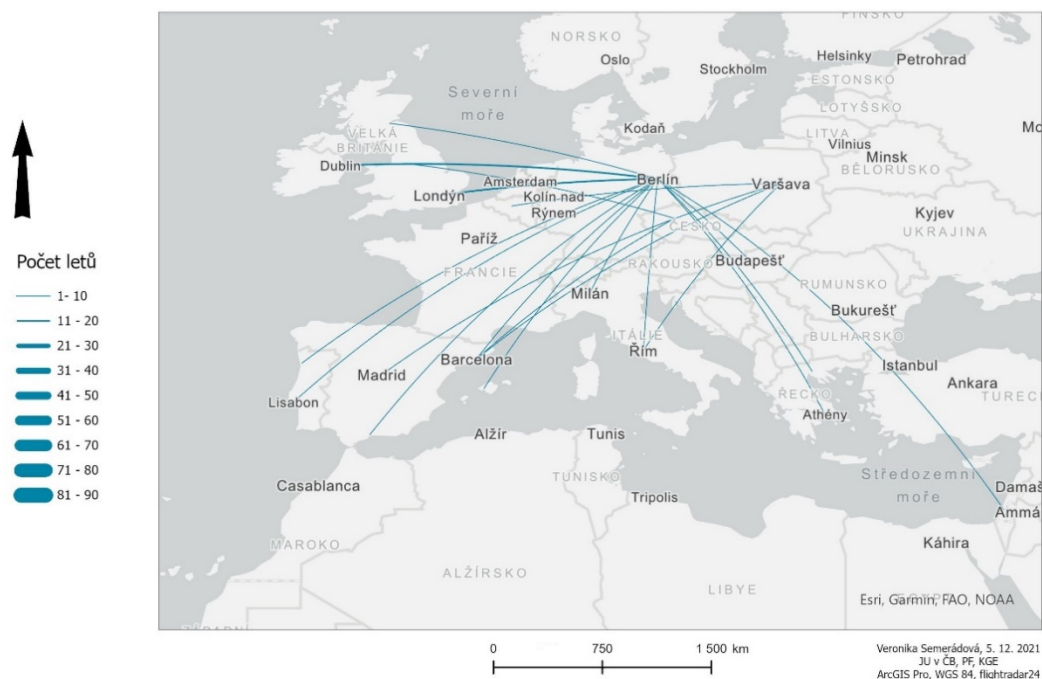 Počet letů
1- 10
11 - 20
21 - 30
31 - 40
41 - 50
51 - 60
61 - 70
71 - 80
81 - 90
FINSKO
NORSKO
Oslo
Helsinky
Petrohrad
Stockholm
ESTONSKO
Severní
moře
LOTYŠSKO
VELKÁ
BRITÁNIE
Kodaň
LITVA
Vilnius
Mo
Minsk
BĚLORUSKO
Dublin
Londýn
Amsterdam
Berlín
Varšava
Kolín nad
Rýnem
Kyjev
UKRAJINA
Paříž
ČESKO
FRANCIE
RAKOUSKO
Budapešť
Milán
RUMUNSKO
Bukurešť
BULHARSKO
ITÁLIE
Řím
Barcelona
Madrid
Istanbul
Ankara
TURECK
Lisabon
ŘECKO
Athény
Alžír
Tunis
Casablanca
TUNISKO
Tripolis
Středozemní
moře
Damaš
Ammá
MAROKO
Káhira
ALŽÍRSKO
LIBYE
Esri, Garmin, FAO, NOAA
0 750 1 500 km
Veronika Semerádová, 5. 12. 2021
JU v ČB, PF, KGE
ArcGIS Pro, WGS 84, flightradar24